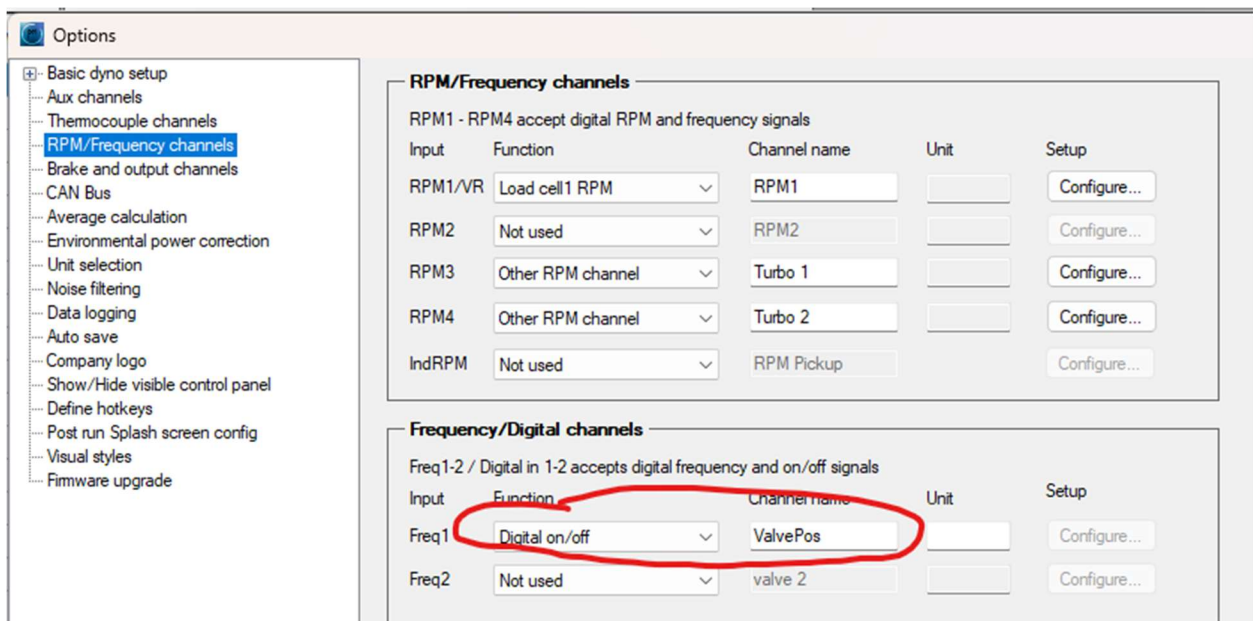 Options
Basic dyno setup
Aux channels
Thermocouple channels
RPM/Frequency channels
Brake and output channels
CAN Bus
Average calculation
Environmental power correction
Unit selection
Noise filtering
Data logging
Auto save
Company logo
Show/Hide visible control panel
Define hotkeys
Post run Splash screen config
Visual styles
Firmware upgrade
RPM/Frequency channels
RPM1 - RPM4 accept digital RPM and frequency signals
Input Function Channel name Unit Setup
RPM1/VR Load cell1 RPM RPM1 Configure...
RPM2 Not used RPM2 Configure...
RPM3 Other RPM channel Turbo 1 Configure...
RPM4 Other RPM channel Turbo 2 Configure...
IndRPM Not used RPM Pickup Configure...
Frequency/Digital channels
Freq1-2 / Digital in 1-2 accepts digital frequency and on/off signals
Input Function Channel name Unit Setup
Freq1 Digital on/off ValvePos Configure...
Freq2 Not used valve 2 Configure...